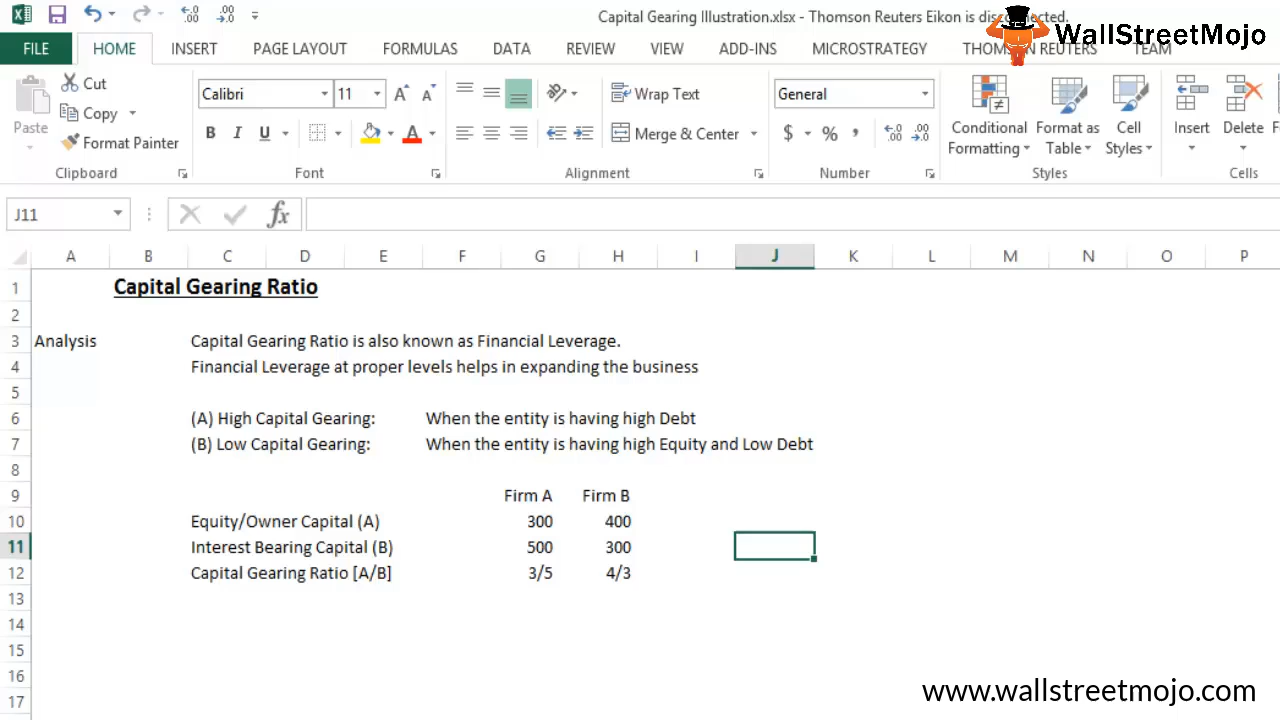 Capital Gearing Illustration.xlsx - Thomson Reuters Eikon is disconnected.
WallStreetMojo
FILE HOME INSERT PAGE LAYOUT FORMULAS DATA REVIEW VIEW ADD-INS MICROSTRATEGY THOMSON REUTERS TEAM
Cut
Copy
Format Painter
Paste
Clipboard
Calibri 11
B I U
Font
Wrap Text
Merge & Center
Alignment
General
$ % ,
Number
Conditional Formatting
Format as Table
Cell Styles
Styles
Insert
Delete
Cells
J11
fx
A B C D E F G H I J K L M N O P
1 Capital Gearing Ratio
2
3 Analysis Capital Gearing Ratio is also known as Financial Leverage.
4 Financial Leverage at proper levels helps in expanding the business
5
6 (A) High Capital Gearing: When the entity is having high Debt
7 (B) Low Capital Gearing: When the entity is having high Equity and Low Debt
8
9 Firm A Firm B
10 Equity/Owner Capital (A) 300 400
11 Interest Bearing Capital (B) 500 300
12 Capital Gearing Ratio [A/B] 3/5 4/3
13
14
15
16
17
www.wallstreetmojo.com